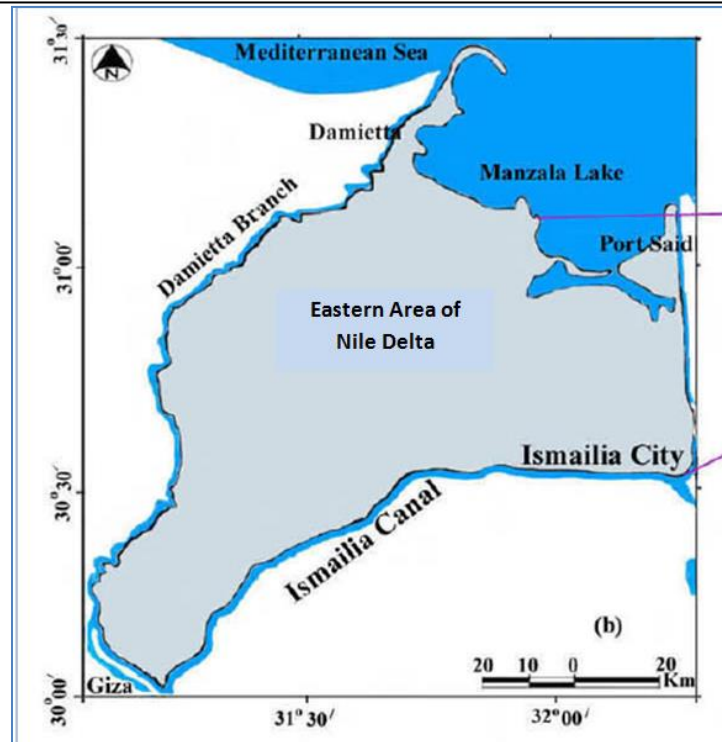 31°30′
N
Mediterranean Sea
Damietta
Manzala Lake
Damietta Branch
Port Said
31°00′
Eastern Area of
Nile Delta
Ismailia City
30°30′
Ismailia Canal
(b)
20 10 0 20
Km
Giza
30°00′
31°30′
32°00′